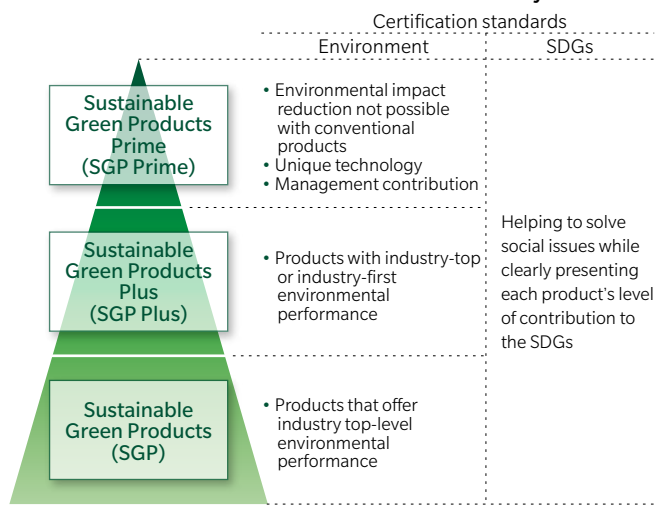 Certification standards
Environment
SDGs
Sustainable
Green Products
Prime
(SGP Prime)
• Environmental impact
reduction not possible
with conventional
products
• Unique technology
• Management contribution
Sustainable
Green Products
Plus
(SGP Plus)
• Products with industry-top
or industry-first
environmental
performance
Sustainable
Green Products
(SGP)
• Products that offer
industry top-level
environmental
performance
Helping to solve
social issues while
clearly presenting
each product's level
of contribution to
the SDGs